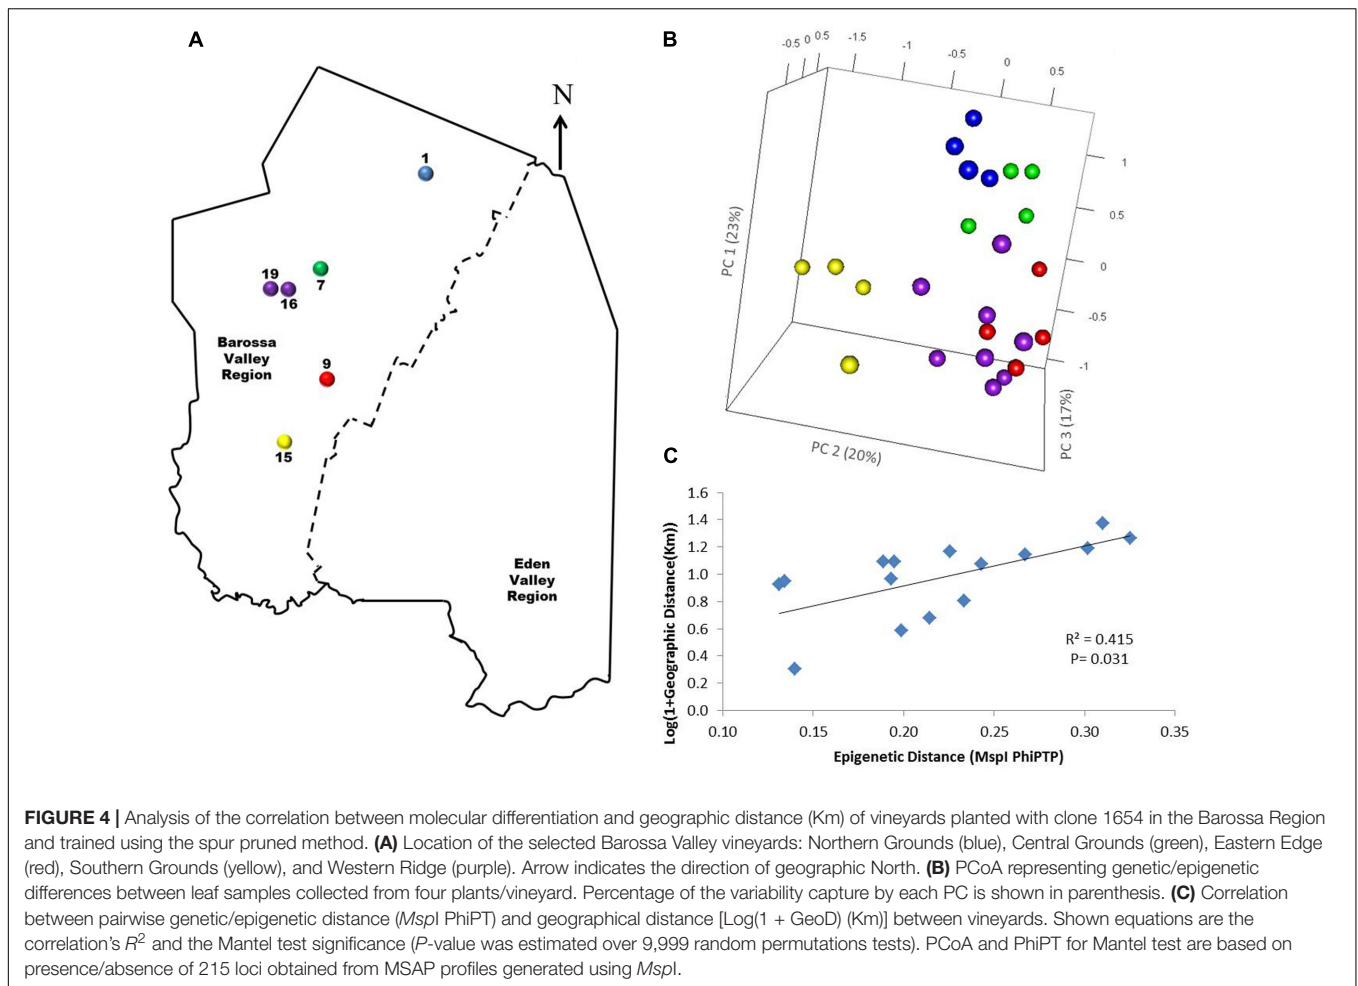 A
N
1
19
16
7
Barossa
Valley
Region
9
15
Eden
Valley
Region
B
-0.5 0 0.5 -1.5 -1 -0.5 0 0.5
1
0.5
0
-0.5
-1
PC 1 (23%)
PC 2 (20%)
PC 3 (17%)
C
Log(1+Geographic Distance(Km))
1.6
1.4
1.2
1.0
0.8
0.6
0.4
0.2
0.0
R² = 0.415
P= 0.031
0.10 0.15 0.20 0.25 0.30 0.35
Epigenetic Distance (MspI PhiPTP)
FIGURE 4 | Analysis of the correlation between molecular differentiation and geographic distance (Km) of vineyards planted with clone 1654 in the Barossa Region
and trained using the spur pruned method. (A) Location of the selected Barossa Valley vineyards: Northern Grounds (blue), Central Grounds (green), Eastern Edge
(red), Southern Grounds (yellow), and Western Ridge (purple). Arrow indicates the direction of geographic North. (B) PCoA representing genetic/epigenetic
differences between leaf samples collected from four plants/vineyard. Percentage of the variability capture by each PC is shown in parenthesis. (C) Correlation
between pairwise genetic/epigenetic distance (MspI PhiPT) and geographical distance [Log(1 + GeoD) (Km)] between vineyards. Shown equations are the
correlation's R² and the Mantel test significance (P-value was estimated over 9,999 random permutations tests). PCoA and PhiPT for Mantel test are based on
presence/absence of 215 loci obtained from MSAP profiles generated using MspI.